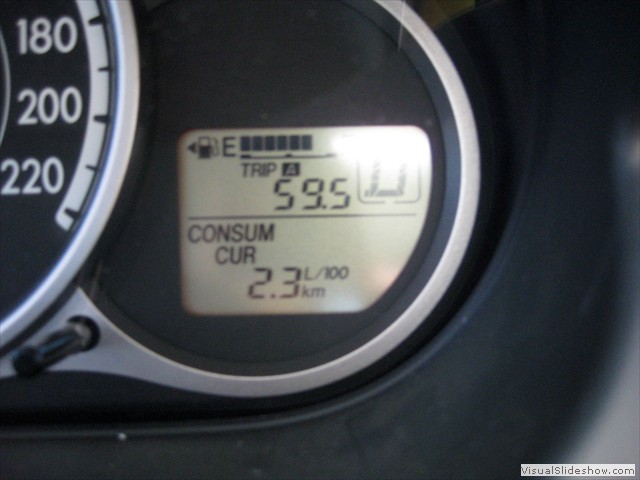 180
200
220
E
TRIP A
59.5
CONSUM
CUR
2.3 L/100
km
VisualSlideshow.com